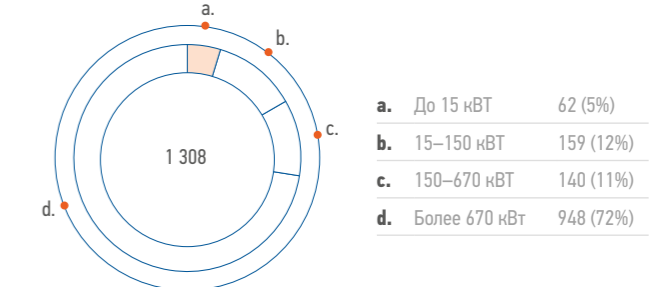 a.
b.
c.
d.
1 308
a. До 15 кВТ 62 (5%)
b. 15–150 кВТ 159 (12%)
c. 150–670 кВТ 140 (11%)
d. Более 670 кВт 948 (72%)